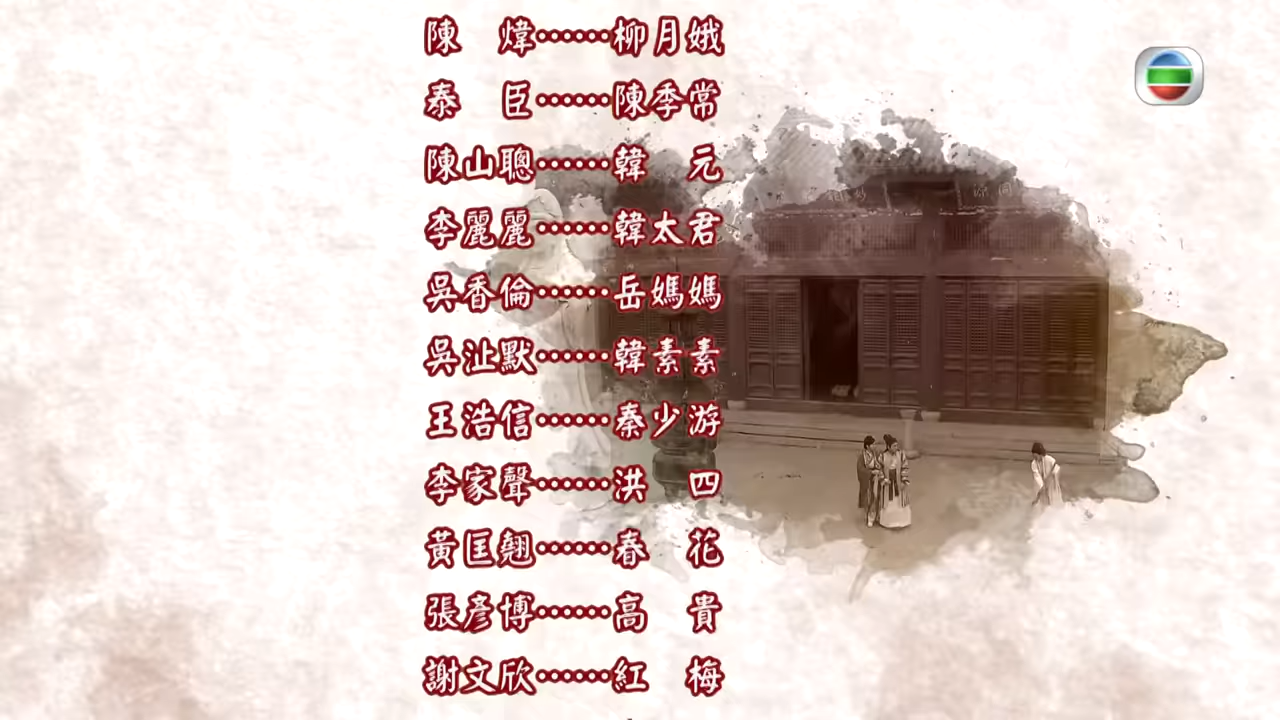 陳　煒……柳月娥
泰　臣……陳季常
陳山聰……韓　元
李麗麗……韓太君
吳香倫……岳媽媽
吳沚默……韓素素
王浩信……秦少游
李家聲……洪　四
黃匡翹……春　花
張彥博……高　貴
謝文欣……紅　梅